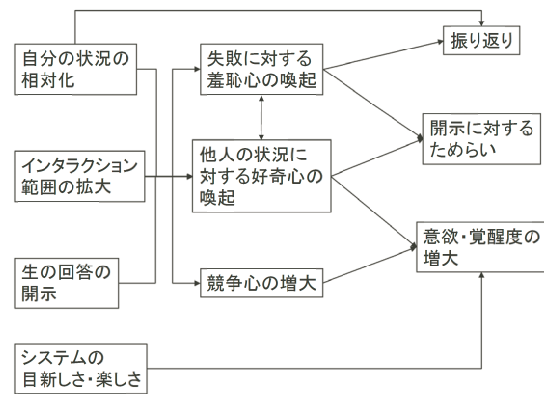 自分の状況の
相対化
インタラクション
範囲の拡大
生の回答の
開示
システムの
目新しさ・楽しさ
失敗に対する
羞恥心の喚起
他人の状況に
対する好奇心の
喚起
競争心の増大
振り返り
開示に対する
ためらい
意欲・覚醒度の
増大